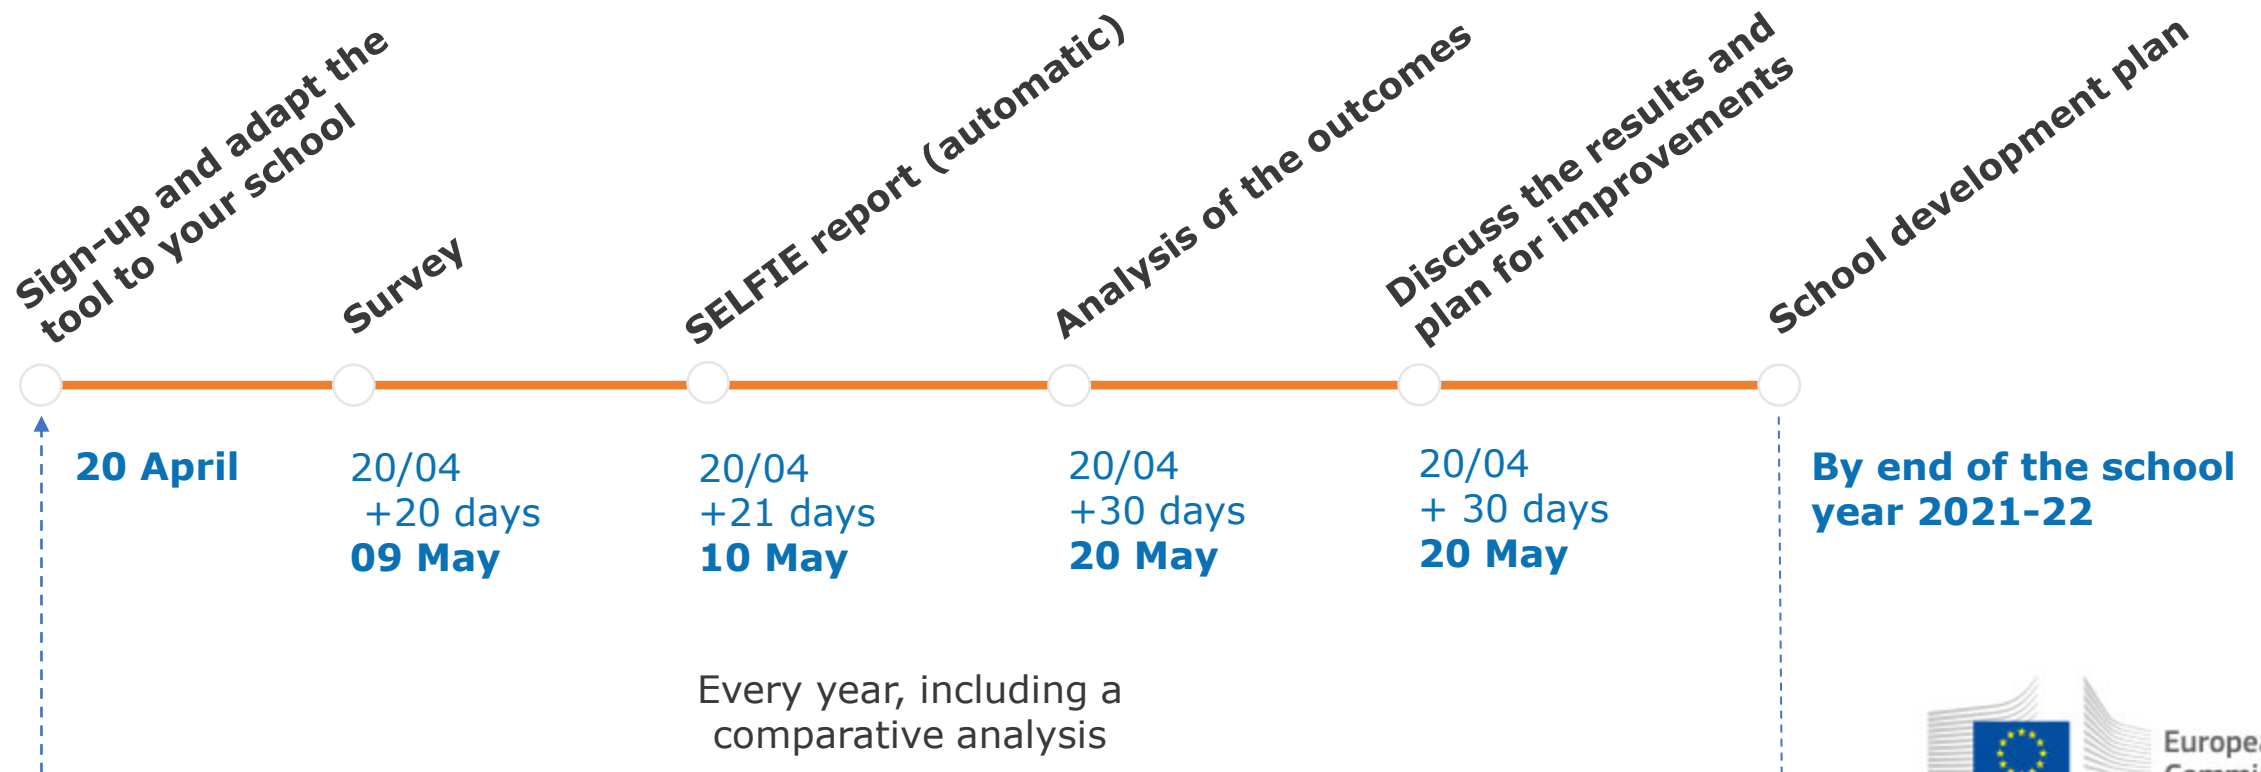 Sign-up and adapt the
tool to your school
Survey
SELFIE report (automatic)
Analysis of the outcomes
Discuss the results and
plan for improvements
School development plan
20 April
20/04
+20 days
09 May
20/04
+21 days
10 May
20/04
+30 days
20 May
20/04
+ 30 days
20 May
By end of the school
year 2021-22
Every year, including a
comparative analysis